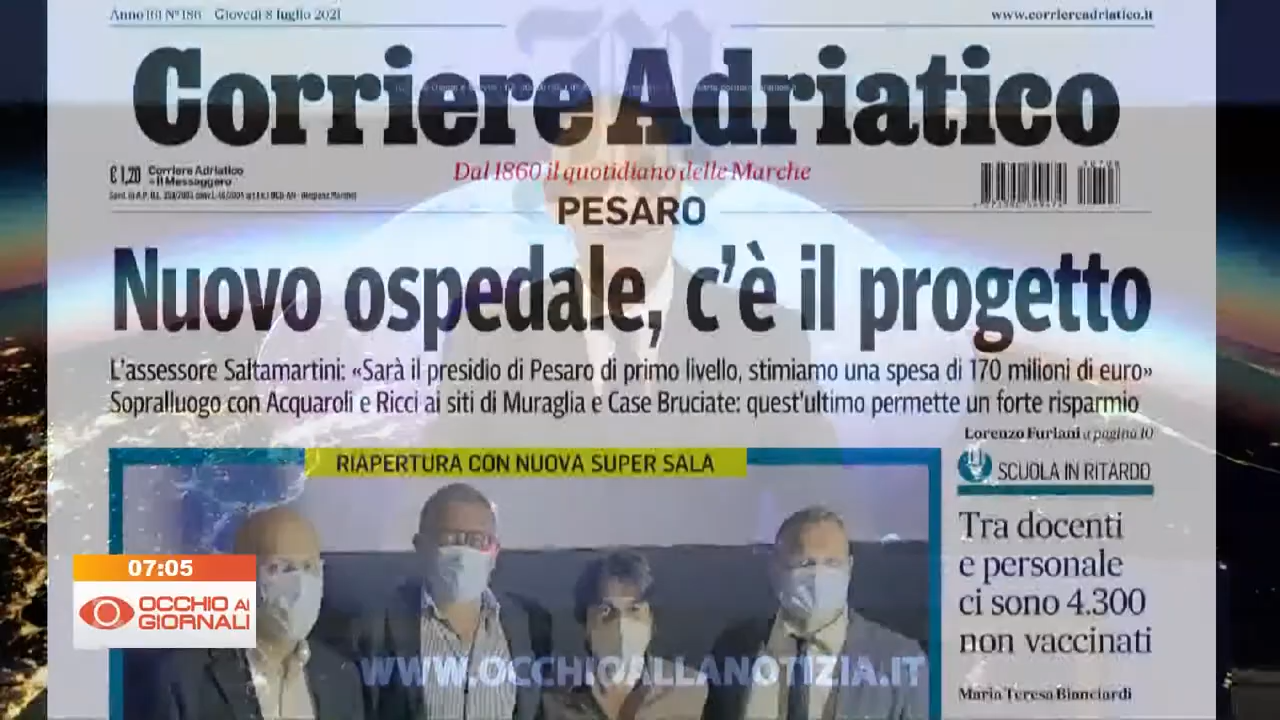 Anno 161 N° 186 Giovedì 8 luglio 2021
www.corriereadriatico.it
Corriere Adriatico
€ 1,20 Corriere Adriatico
+ Il Messaggero
Dal 1860 il quotidiano delle Marche
PESARO
Nuovo ospedale, c'è il progetto
L'assessore Saltamartini: «Sarà il presidio di Pesaro di primo livello, stimiamo una spesa di 170 milioni di euro»
Sopralluogo con Acquaroli e Ricci ai siti di Muraglia e Case Bruciate: quest'ultimo permette un forte risparmio
Lorenzo Furlani a pagina 10
RIAPERTURA CON NUOVA SUPER SALA
SCUOLA IN RITARDO
Tra docenti
e personale
ci sono 4.300
non vaccinati
Maria Teresa Bianciardi
07:05
OCCHIO AI
GIORNALI
WWW.OCCHIOALLANOTIZIA.IT